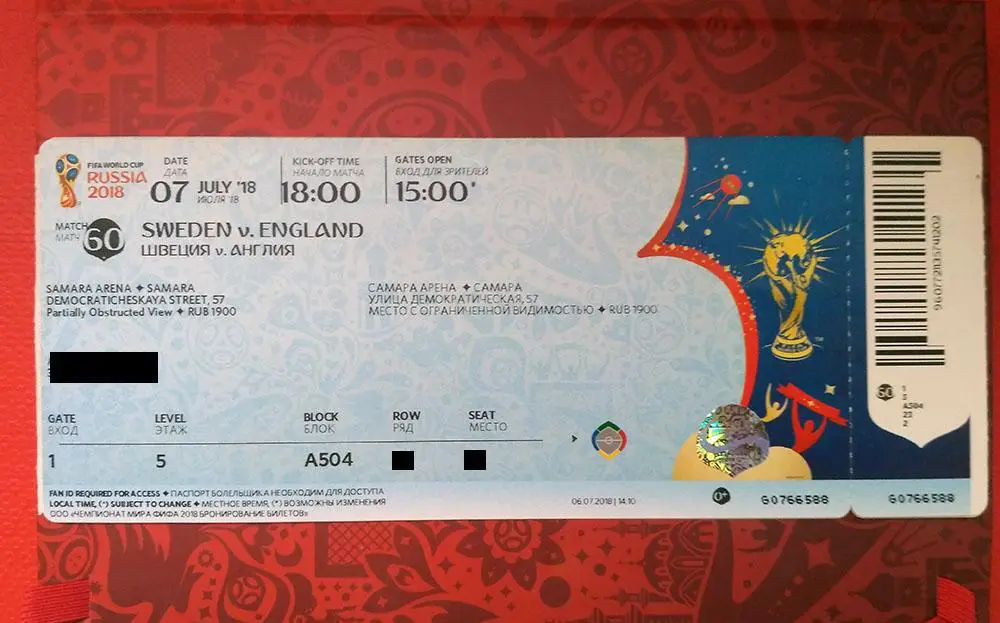 FIFA WORLD CUP
RUSSIA
2018
DATE
ДАТА
07 JULY '18
ИЮЛЯ '18
KICK-OFF TIME
НАЧАЛО МАТЧА
18:00
GATES OPEN
ВХОД ДЛЯ ЗРИТЕЛЕЙ
15:00*
MATCH
МАТЧ
60
SWEDEN v. ENGLAND
ШВЕЦИЯ v. АНГЛИЯ
SAMARA ARENA ✦ SAMARA
DEMOCRATICHESKAYA STREET, 57
Partially Obstructed View ✦ RUB 1900
САМАРА АРЕНА ✦ САМАРА
УЛИЦА ДЕМОКРАТИЧЕСКАЯ, 57
МЕСТО С ОГРАНИЧЕННОЙ ВИДИМОСТЬЮ ✦ RUB 1900
GATE
ВХОД
1
LEVEL
ЭТАЖ
5
BLOCK
БЛОК
A504
ROW
РЯД
SEAT
МЕСТО
FAN ID REQUIRED FOR ACCESS ✦ ПАСПОРТ БОЛЕЛЬЩИКА НЕОБХОДИМ ДЛЯ ДОСТУПА
LOCAL TIME, (*) SUBJECT TO CHANGE ✦ МЕСТНОЕ ВРЕМЯ, (*) ВОЗМОЖНЫ ИЗМЕНЕНИЯ
ООО «ЧЕМПИОНАТ МИРА ФИФА 2018 БРОНИРОВАНИЕ БИЛЕТОВ»
06.07.2018 | 14:10
0+
G0766588
G0766588
60
1
5
A504
23
2